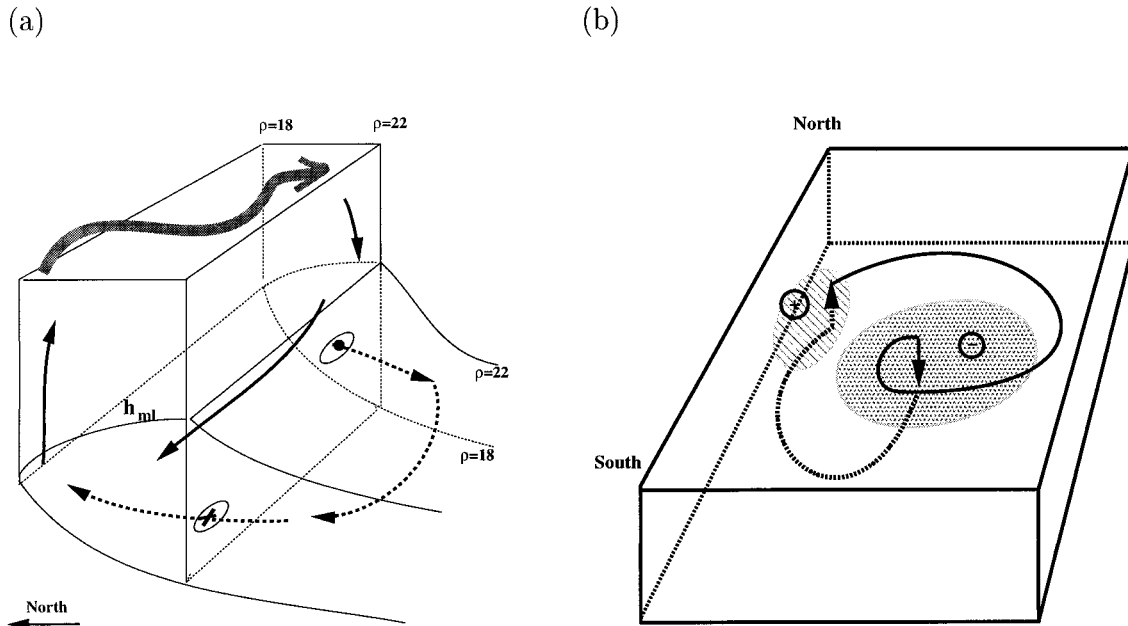 (a)
(b)
ρ=18
ρ=22
North
h_ml
ρ=22
ρ=18
South
North
+
−